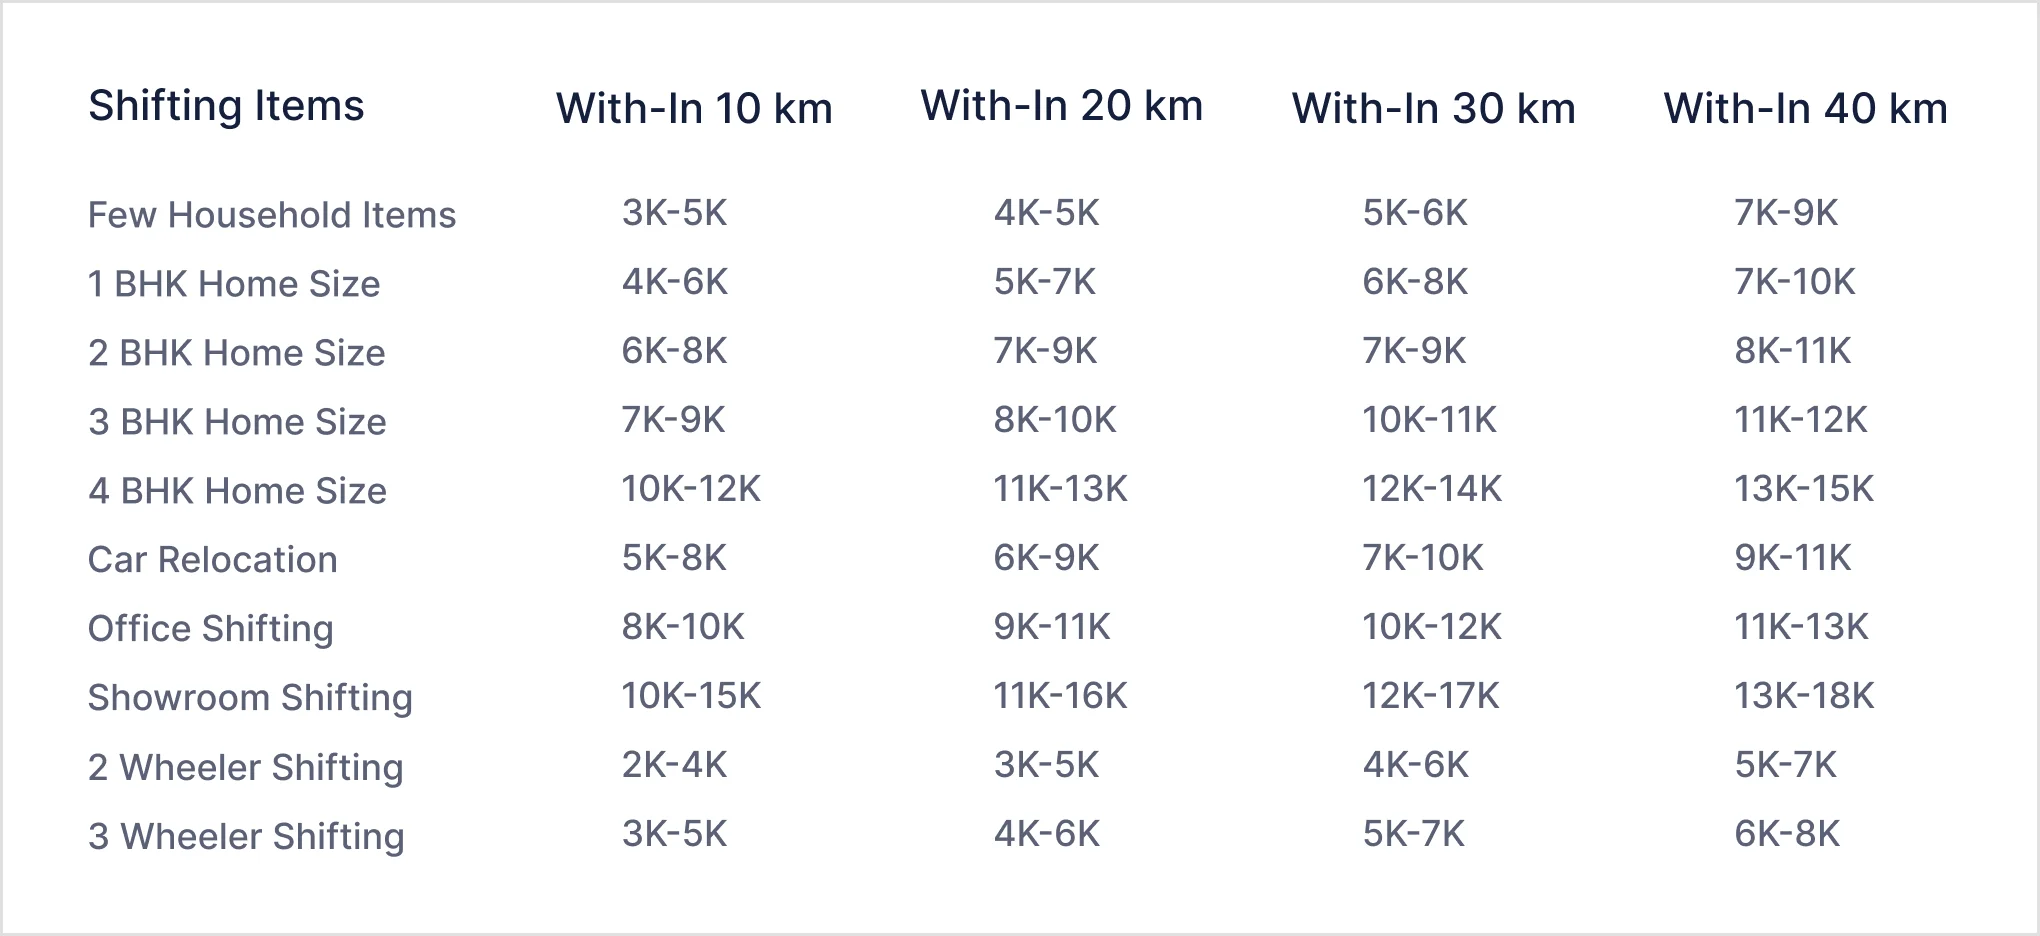 Shifting Items With-In 10 km With-In 20 km With-In 30 km With-In 40 km
Few Household Items 3K-5K 4K-5K 5K-6K 7K-9K
1 BHK Home Size 4K-6K 5K-7K 6K-8K 7K-10K
2 BHK Home Size 6K-8K 7K-9K 7K-9K 8K-11K
3 BHK Home Size 7K-9K 8K-10K 10K-11K 11K-12K
4 BHK Home Size 10K-12K 11K-13K 12K-14K 13K-15K
Car Relocation 5K-8K 6K-9K 7K-10K 9K-11K
Office Shifting 8K-10K 9K-11K 10K-12K 11K-13K
Showroom Shifting 10K-15K 11K-16K 12K-17K 13K-18K
2 Wheeler Shifting 2K-4K 3K-5K 4K-6K 5K-7K
3 Wheeler Shifting 3K-5K 4K-6K 5K-7K 6K-8K